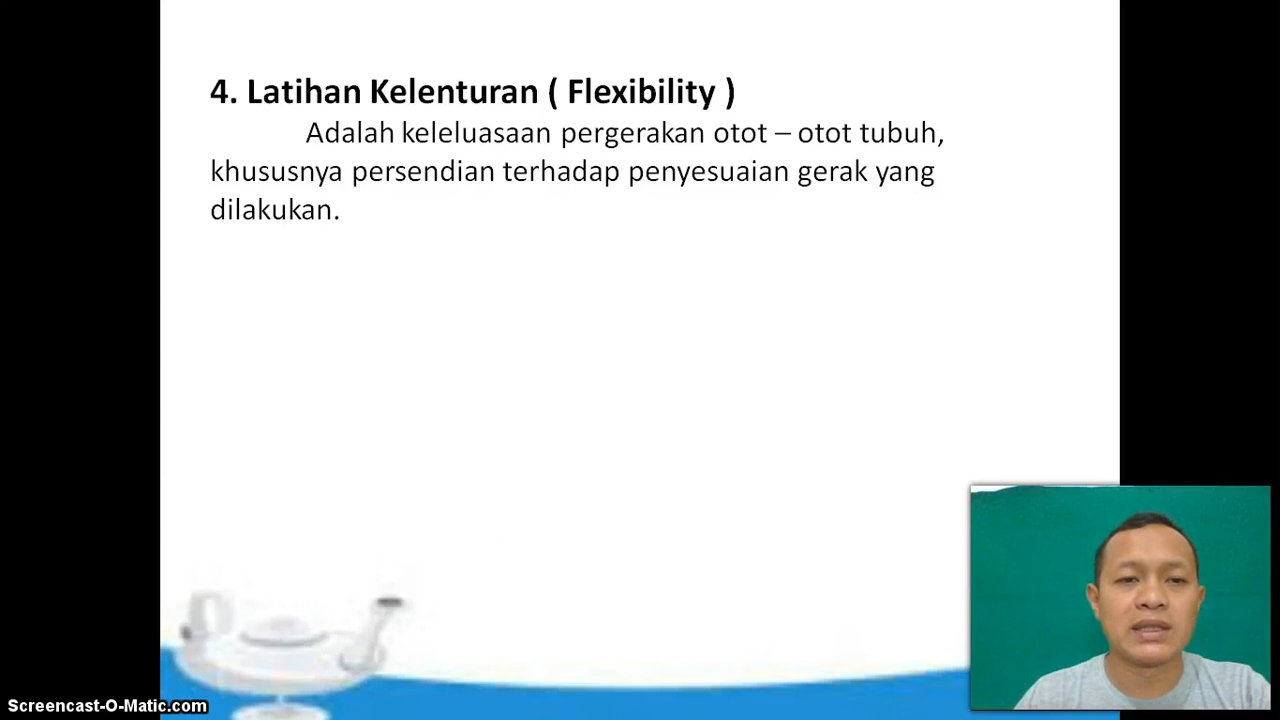 4. Latihan Kelenturan ( Flexibility )
Adalah keleluasaan pergerakan otot – otot tubuh,
khususnya persendian terhadap penyesuaian gerak yang
dilakukan.
Screencast-O-Matic.com